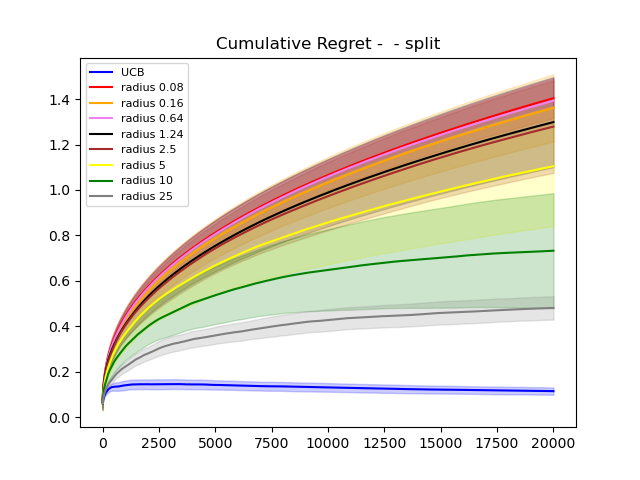 Cumulative Regret -  - split
UCB
radius 0.08
radius 0.16
radius 0.64
radius 1.24
radius 2.5
radius 5
radius 10
radius 25
1.4
1.2
1.0
0.8
0.6
0.4
0.2
0.0
0 2500 5000 7500 10000 12500 15000 17500 20000